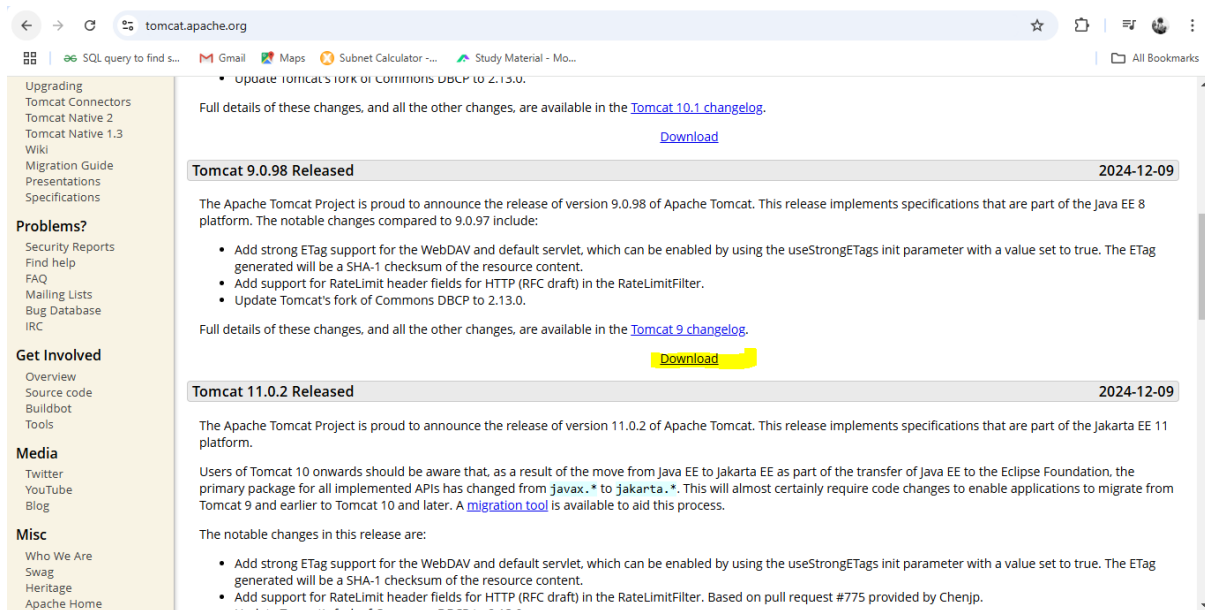 tomcat.apache.org
SQL query to find s...
Gmail
Maps
Subnet Calculator -...
Study Material - Mo...
All Bookmarks
Upgrading
Tomcat Connectors
Tomcat Native 2
Tomcat Native 1.3
Wiki
Migration Guide
Presentations
Specifications
Problems?
Security Reports
Find help
FAQ
Mailing Lists
Bug Database
IRC
Get Involved
Overview
Source code
Buildbot
Tools
Media
Twitter
YouTube
Blog
Misc
Who We Are
Swag
Heritage
Apache Home
• Update Tomcat's fork of Commons DBCP to 2.13.0.
Full details of these changes, and all the other changes, are available in the Tomcat 10.1 changelog.
Download
Tomcat 9.0.98 Released 2024-12-09
The Apache Tomcat Project is proud to announce the release of version 9.0.98 of Apache Tomcat. This release implements specifications that are part of the Java EE 8
platform. The notable changes compared to 9.0.97 include:
• Add strong ETag support for the WebDAV and default servlet, which can be enabled by using the useStrongETags init parameter with a value set to true. The ETag
generated will be a SHA-1 checksum of the resource content.
• Add support for RateLimit header fields for HTTP (RFC draft) in the RateLimitFilter.
• Update Tomcat's fork of Commons DBCP to 2.13.0.
Full details of these changes, and all the other changes, are available in the Tomcat 9 changelog.
Download
Tomcat 11.0.2 Released 2024-12-09
The Apache Tomcat Project is proud to announce the release of version 11.0.2 of Apache Tomcat. This release implements specifications that are part of the Jakarta EE 11
platform.
Users of Tomcat 10 onwards should be aware that, as a result of the move from Java EE to Jakarta EE as part of the transfer of Java EE to the Eclipse Foundation, the
primary package for all implemented APIs has changed from javax.* to jakarta.*. This will almost certainly require code changes to enable applications to migrate from
Tomcat 9 and earlier to Tomcat 10 and later. A migration tool is available to aid this process.
The notable changes in this release are:
• Add strong ETag support for the WebDAV and default servlet, which can be enabled by using the useStrongETags init parameter with a value set to true. The ETag
generated will be a SHA-1 checksum of the resource content.
• Add support for RateLimit header fields for HTTP (RFC draft) in the RateLimitFilter. Based on pull request #775 provided by Chenjp.